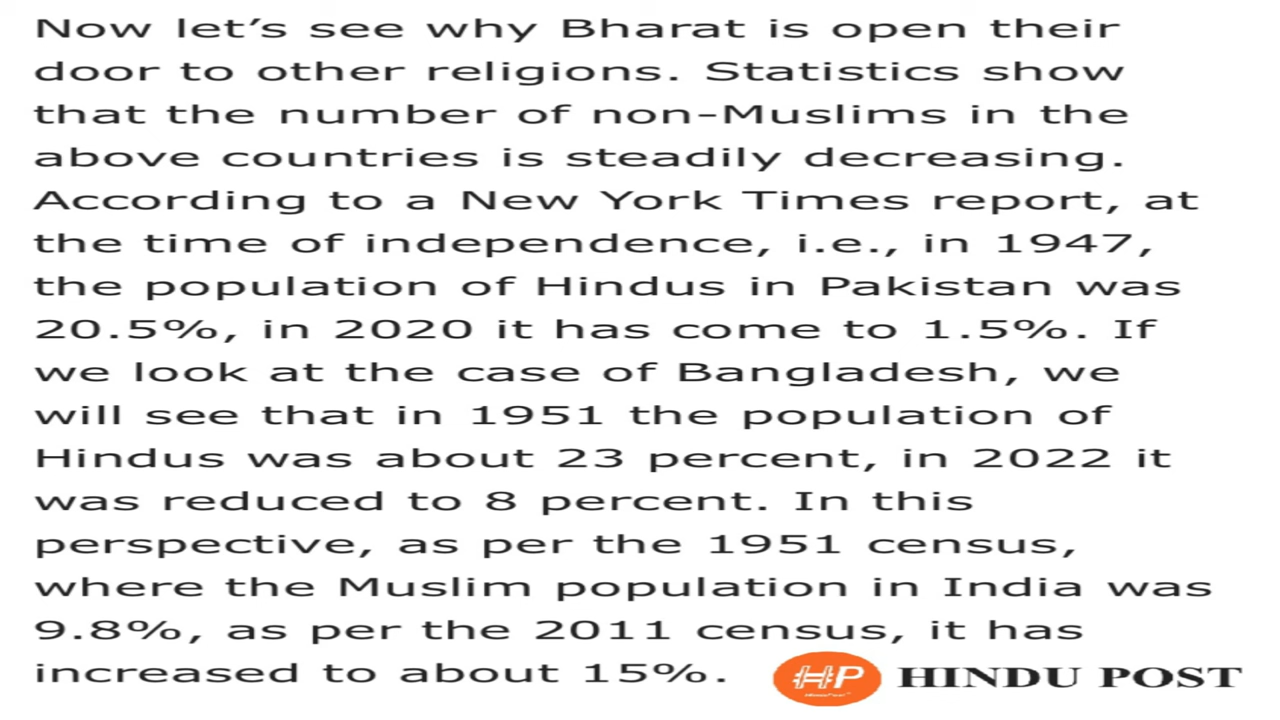 Now let’s see why Bharat is open their
door to other religions. Statistics show
that the number of non-Muslims in the
above countries is steadily decreasing.
According to a New York Times report, at
the time of independence, i.e., in 1947,
the population of Hindus in Pakistan was
20.5%, in 2020 it has come to 1.5%. If
we look at the case of Bangladesh, we
will see that in 1951 the population of
Hindus was about 23 percent, in 2022 it
was reduced to 8 percent. In this
perspective, as per the 1951 census,
where the Muslim population in India was
9.8%, as per the 2011 census, it has
increased to about 15%.
HP HINDU POST